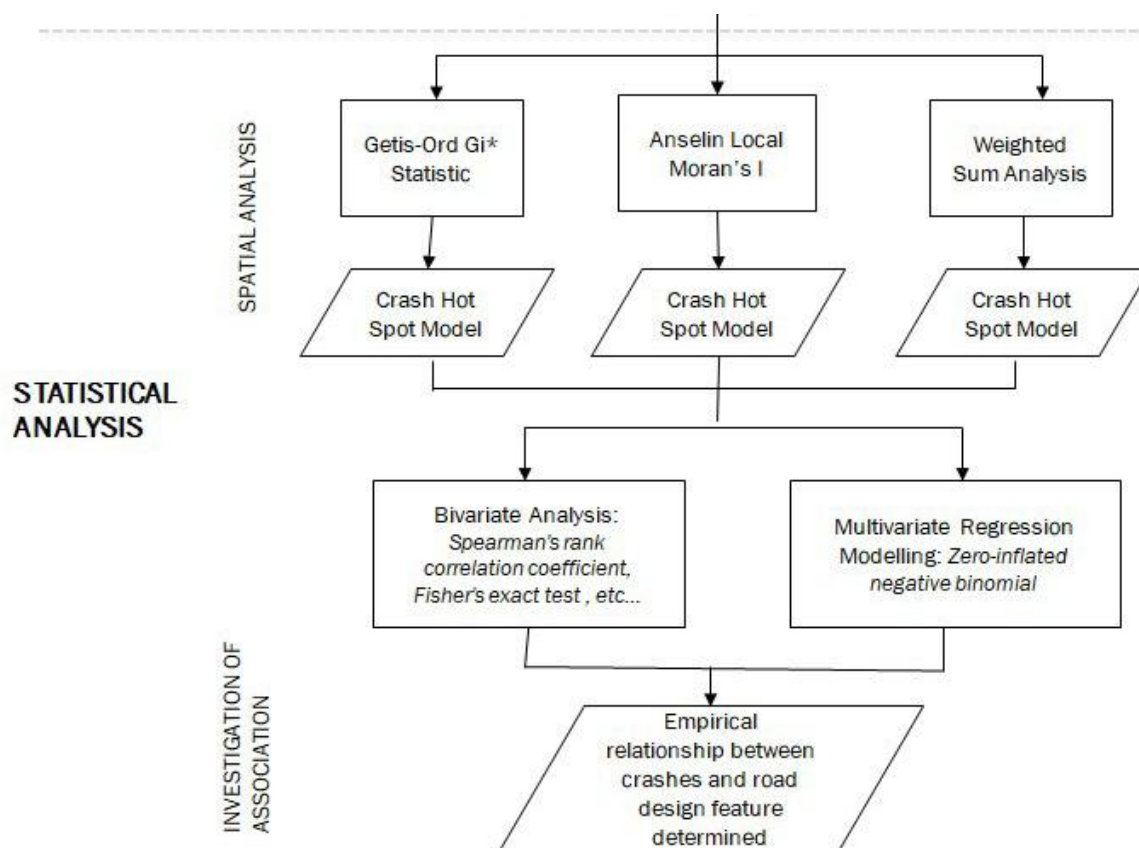 SPATIAL ANALYSIS
Getis-Ord Gi*
Statistic
Anselin Local
Moran's I
Weighted
Sum Analysis
Crash Hot
Spot Model
Crash Hot
Spot Model
Crash Hot
Spot Model
STATISTICAL
ANALYSIS
Bivariate Analysis:
Spearman's rank
correlation coefficient,
Fisher's exact test , etc...
Multivariate Regression
Modelling: Zero-inflated
negative binomial
INVESTIGATION OF
ASSOCIATION
Empirical
relationship between
crashes and road
design feature
determined